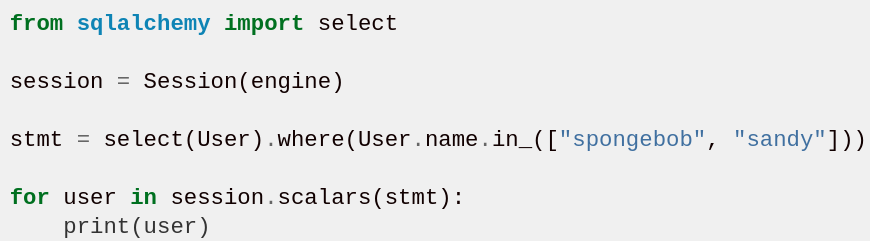 from sqlalchemy import select
session = Session(engine)
stmt = select(User).where(User.name.in_(["spongebob", "sandy"]))
for user in session.scalars(stmt):
    print(user)